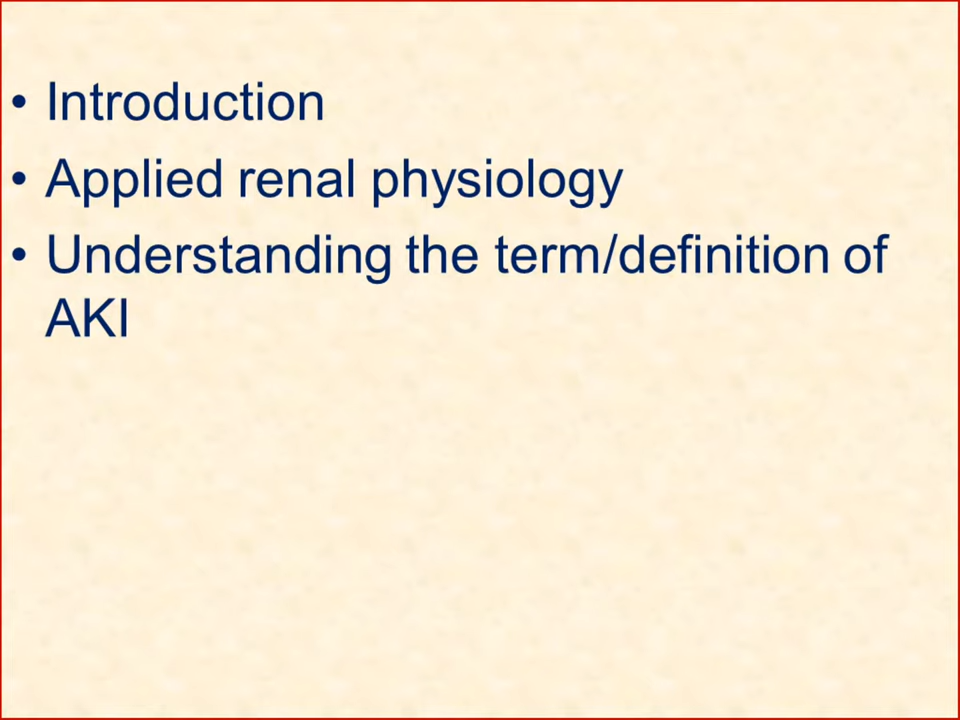 • Introduction
• Applied renal physiology
• Understanding the term/definition of
AKI